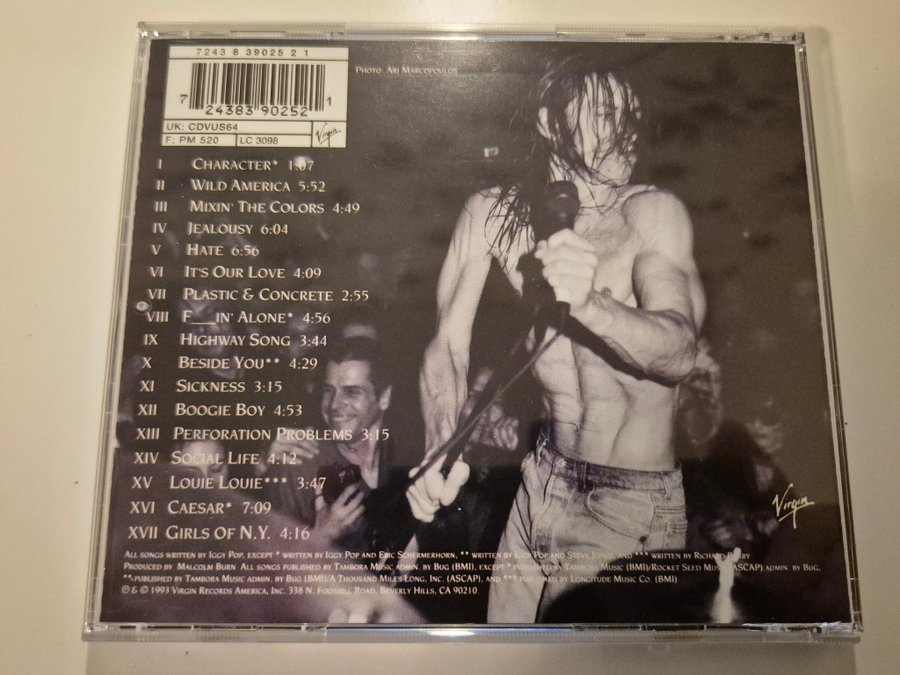 7243 8 39025 2 1
7 24383 90252 1
UK: CDVUS64
F: PM 520 LC 3098 Virgin
Photo: Ari Marcopoulos
I Character* 1:07
II Wild America 5:52
III Mixin' The Colors 4:49
IV Jealousy 6:04
V Hate 6:56
VI It's Our Love 4:09
VII Plastic & Concrete 2:55
VIII F__in' Alone* 4:56
IX Highway Song 3:44
X Beside You** 4:29
XI Sickness 3:15
XII Boogie Boy 4:53
XIII Perforation Problems 3:15
XIV Social Life 4:12
XV Louie Louie*** 3:47
XVI Caesar* 7:09
XVII Girls Of N.Y. 4:16
Virgin
All songs written by Iggy Pop, except * written by Iggy Pop and Eric Schermerhorn, ** written by Iggy Pop and Steve Jones, and *** written by Richard Berry
Produced by Malcolm Burn. All songs published by Tambora Music admin. by Bug (BMI), except * published by Tambora Music (BMI)/Rocket Seed Music (ASCAP) admin. by Bug,
** published by Tambora Music admin. by Bug (BMI)/A Thousand Miles Long, Inc. (ASCAP), and *** published by Longitude Music Co. (BMI)
℗ & © 1993 Virgin Records America, Inc. 338 N. Foothill Road, Beverly Hills, CA 90210.